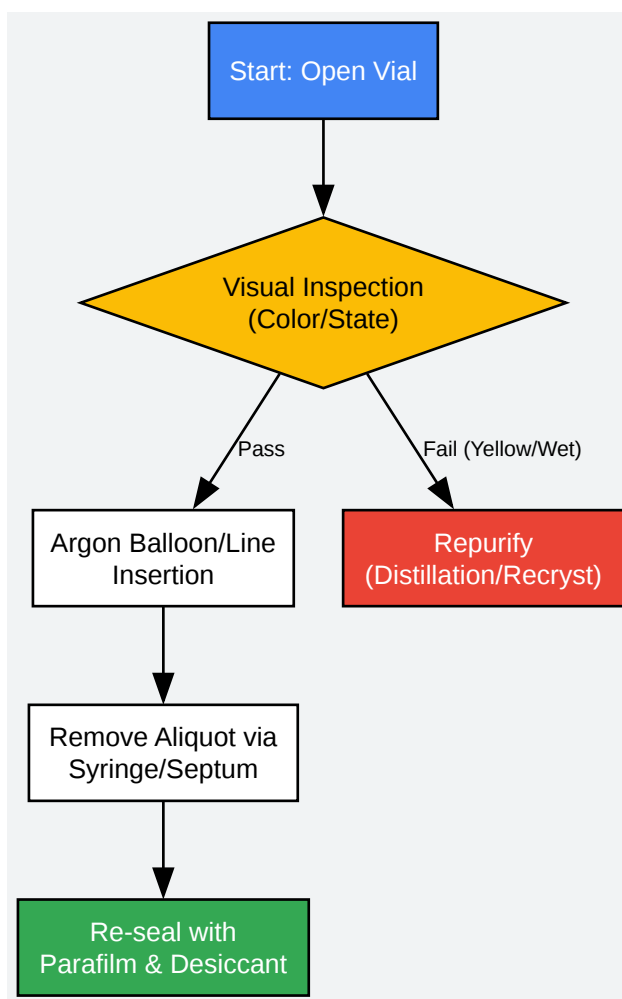 Start: Open Vial
Visual Inspection
(Color/State)
Pass
Fail (Yellow/Wet)
Argon Balloon/Line
Insertion
Repurify
(Distillation/Recryst)
Remove Aliquot via
Syringe/Septum
Re-seal with
Parafilm & Desiccant